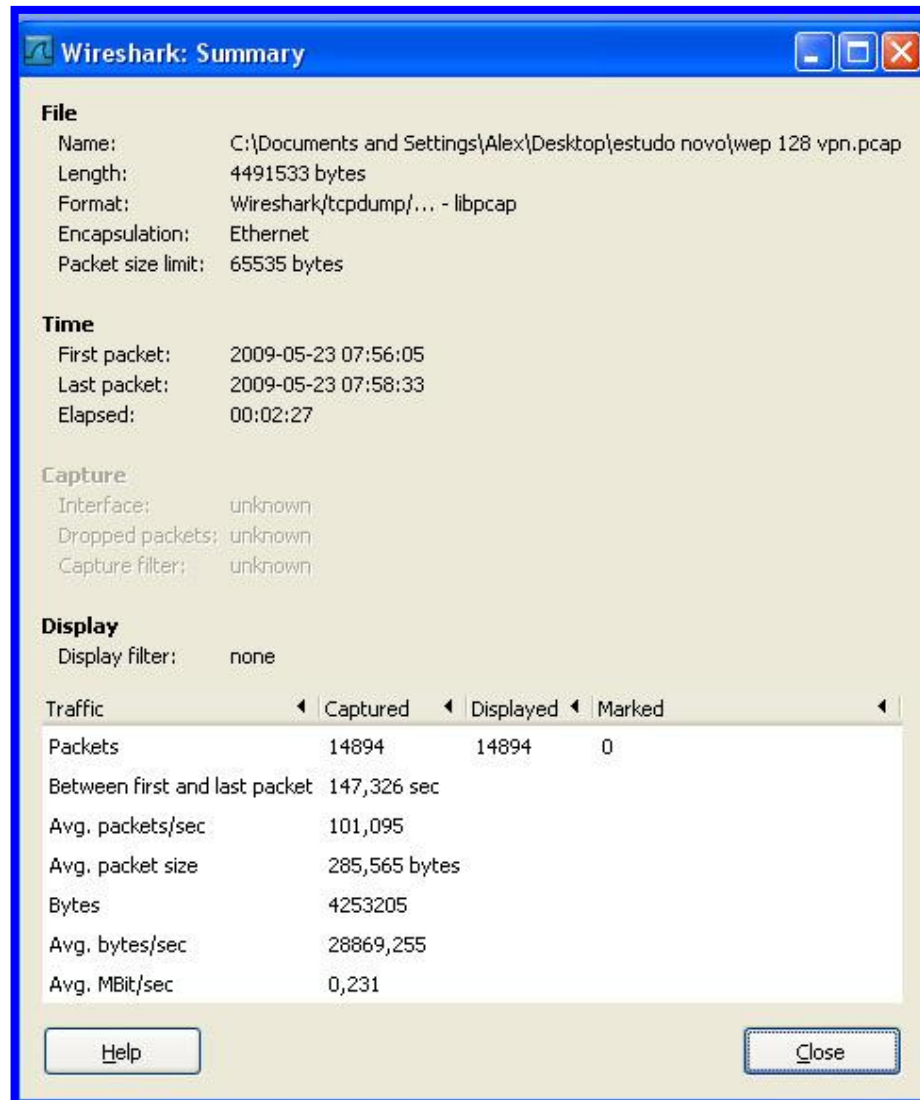 Wireshark: Summary
File
Name: C:\Documents and Settings\Alex\Desktop\estudo novo\wep 128 vpn.pcap
Length: 4491533 bytes
Format: Wireshark/tcpdump/... - libpcap
Encapsulation: Ethernet
Packet size limit: 65535 bytes
Time
First packet: 2009-05-23 07:56:05
Last packet: 2009-05-23 07:58:33
Elapsed: 00:02:27
Capture
Interface: unknown
Dropped packets: unknown
Capture filter: unknown
Display
Display filter: none
Traffic Captured Displayed Marked
Packets 14894 14894 0
Between first and last packet 147,326 sec
Avg. packets/sec 101,095
Avg. packet size 285,565 bytes
Bytes 4253205
Avg. bytes/sec 28869,255
Avg. MBit/sec 0,231
Help Close